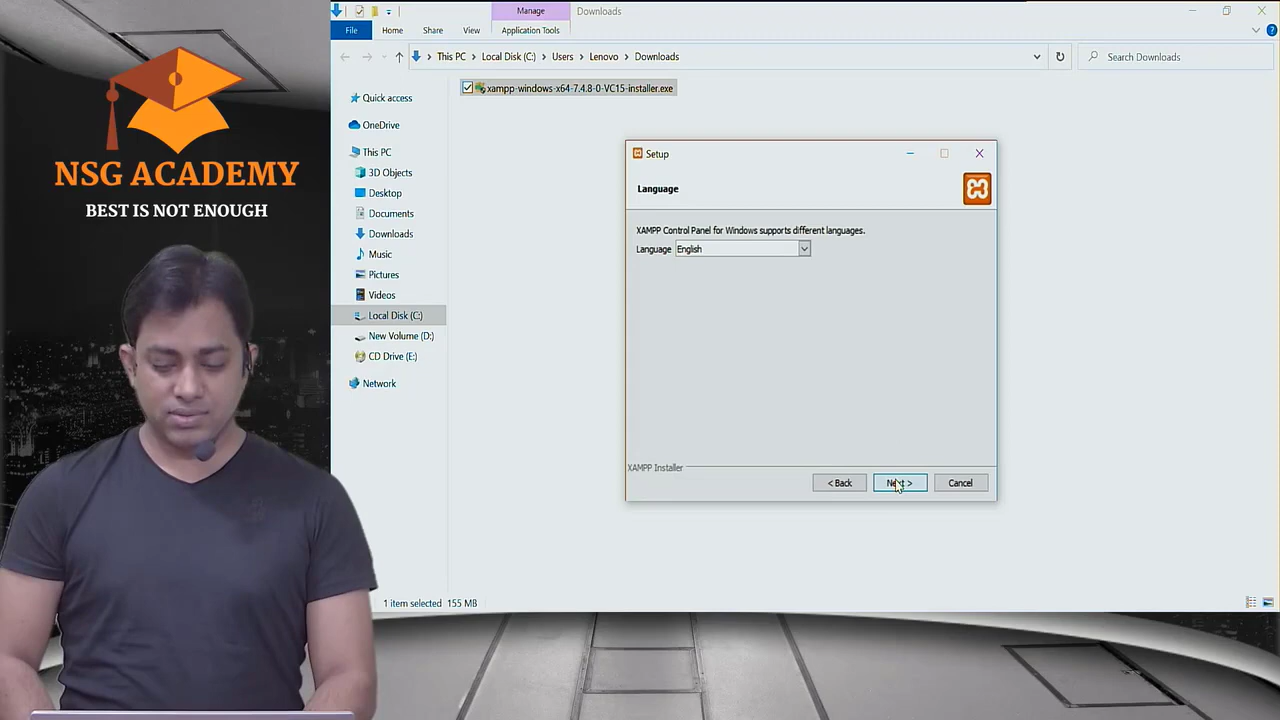 NSG ACADEMY
BEST IS NOT ENOUGH
Manage
Downloads
File
Home
Share
View
Application Tools
This PC
Local Disk (C:)
Users
Lenovo
Downloads
Search Downloads
Quick access
OneDrive
This PC
3D Objects
Desktop
Documents
Downloads
Music
Pictures
Videos
Local Disk (C:)
New Volume (D:)
CD Drive (E:)
Network
xampp-windows-x64-7.4.8-0-VC15-installer.exe
Setup
Language
XAMPP Control Panel for Windows supports different languages.
Language English
XAMPP Installer
< Back
Next >
Cancel
1 item selected 155 MB